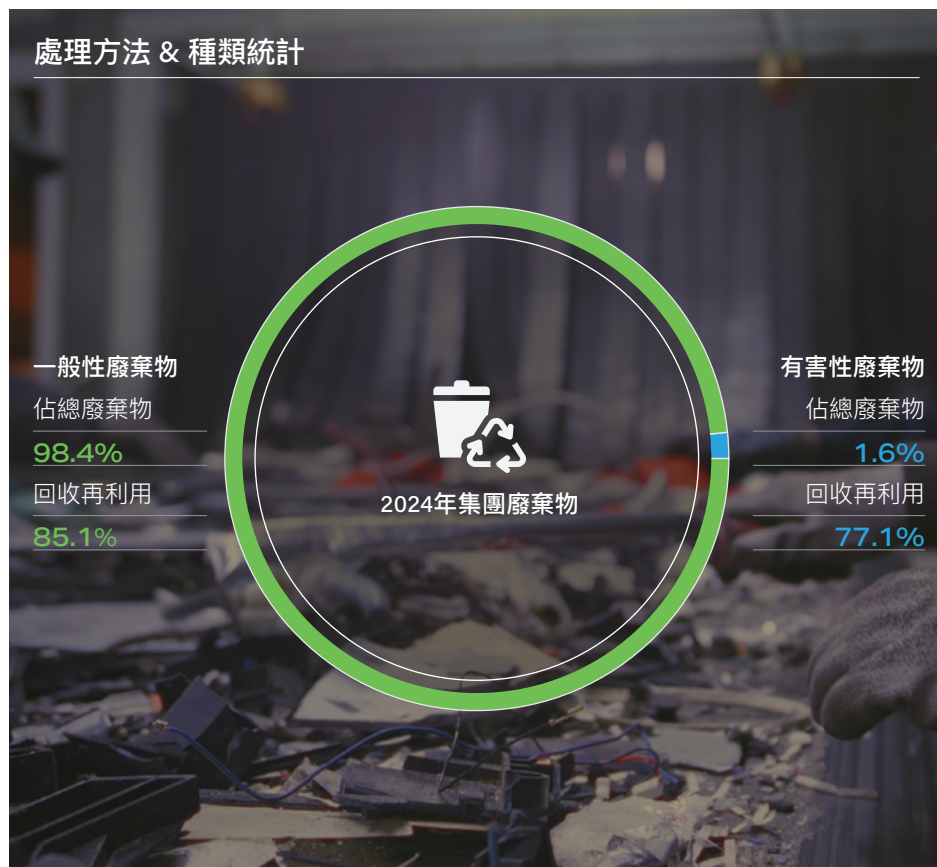 處理方法 & 種類統計
一般性廢棄物
佔總廢棄物
98.4%
回收再利用
85.1%
2024年集團廢棄物
有害性廢棄物
佔總廢棄物
1.6%
回收再利用
77.1%